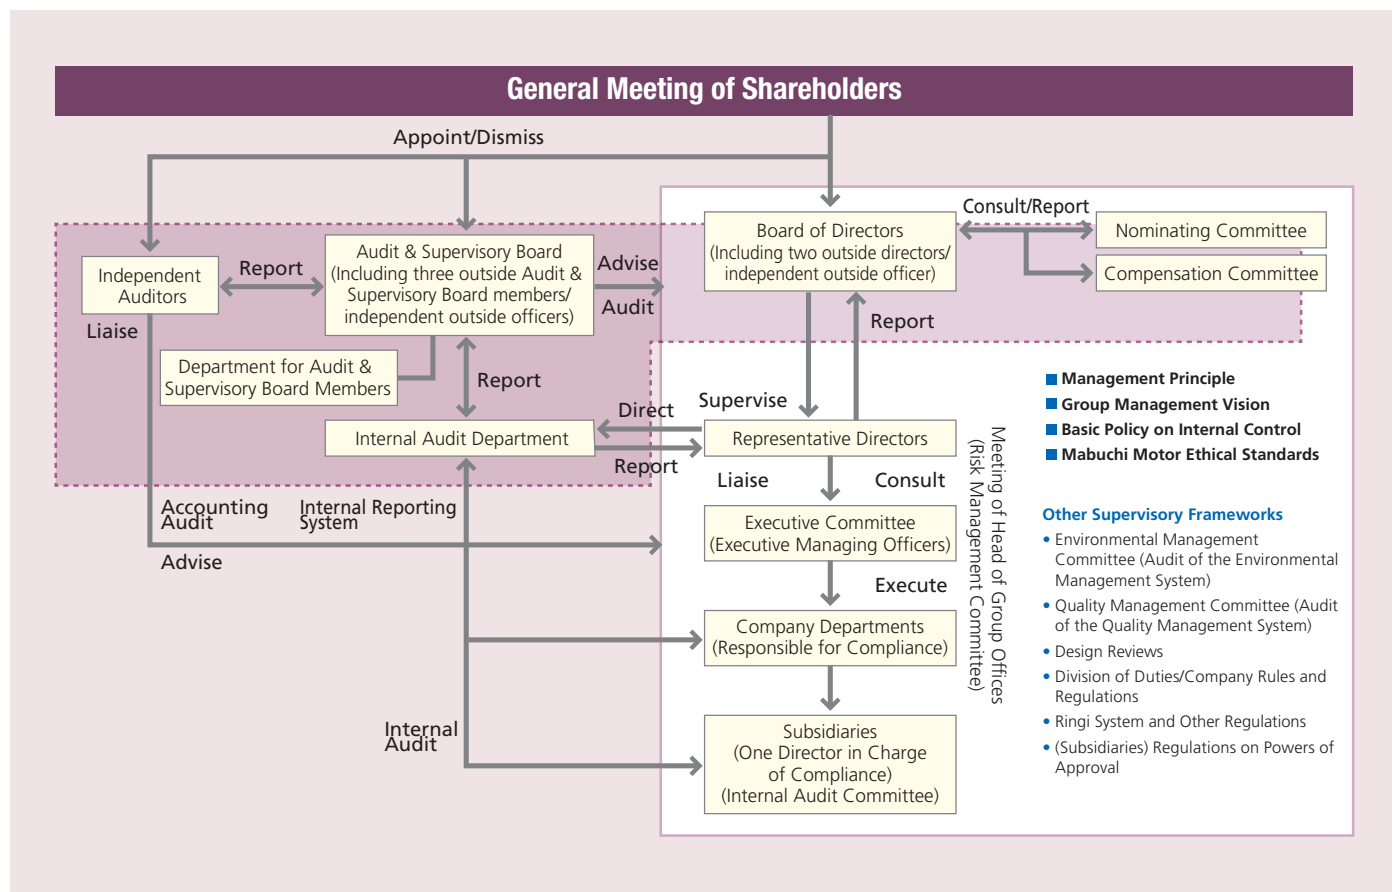 General Meeting of Shareholders
Appoint/Dismiss
Consult/Report
Board of Directors
(Including two outside directors/
independent outside officer)
Nominating Committee
Compensation Committee
Audit & Supervisory Board
(Including three outside Audit &
Supervisory Board members/
independent outside officers)
Advise
Audit
Independent
Auditors
Report
Liaise
Report
Department for Audit &
Supervisory Board Members
Report
Supervise
Direct
Internal Audit Department
Representative Directors
Report
Management Principle
Group Management Vision
Basic Policy on Internal Control
Mabuchi Motor Ethical Standards
Meeting of Head of Group Offices
(Risk Management Committee)
Liaise
Consult
Accounting
Audit
Internal Reporting
System
Advise
Executive Committee
(Executive Managing Officers)
Execute
Company Departments
(Responsible for Compliance)
Internal
Audit
Subsidiaries
(One Director in Charge
of Compliance)
(Internal Audit Committee)
Other Supervisory Frameworks
• Environmental Management
Committee (Audit of the Environmental
Management System)
• Quality Management Committee (Audit
of the Quality Management System)
• Design Reviews
• Division of Duties/Company Rules and
Regulations
• Ringi System and Other Regulations
• (Subsidiaries) Regulations on Powers of
Approval